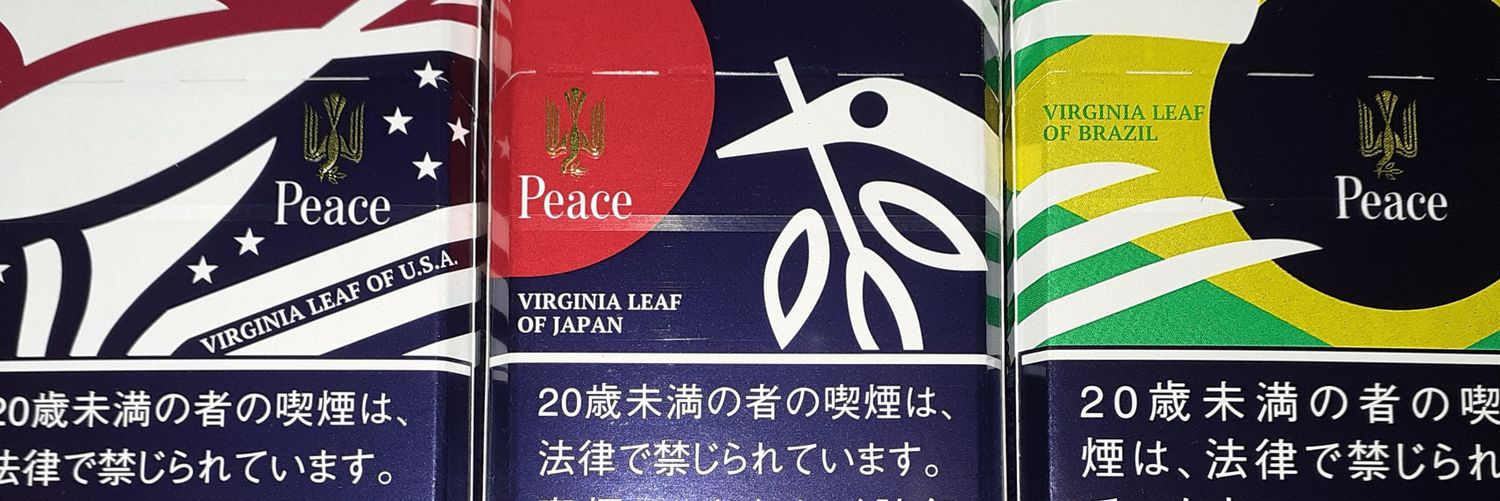 Peace
VIRGINIA LEAF OF U.S.A.
20歳未満の者の喫煙は、
法律で禁じられています。
Peace
VIRGINIA LEAF
OF JAPAN
20歳未満の者の喫煙は、
法律で禁じられています。
VIRGINIA LEAF
OF BRAZIL
Peace
20歳未満の者の喫
煙は、法律で禁じられ